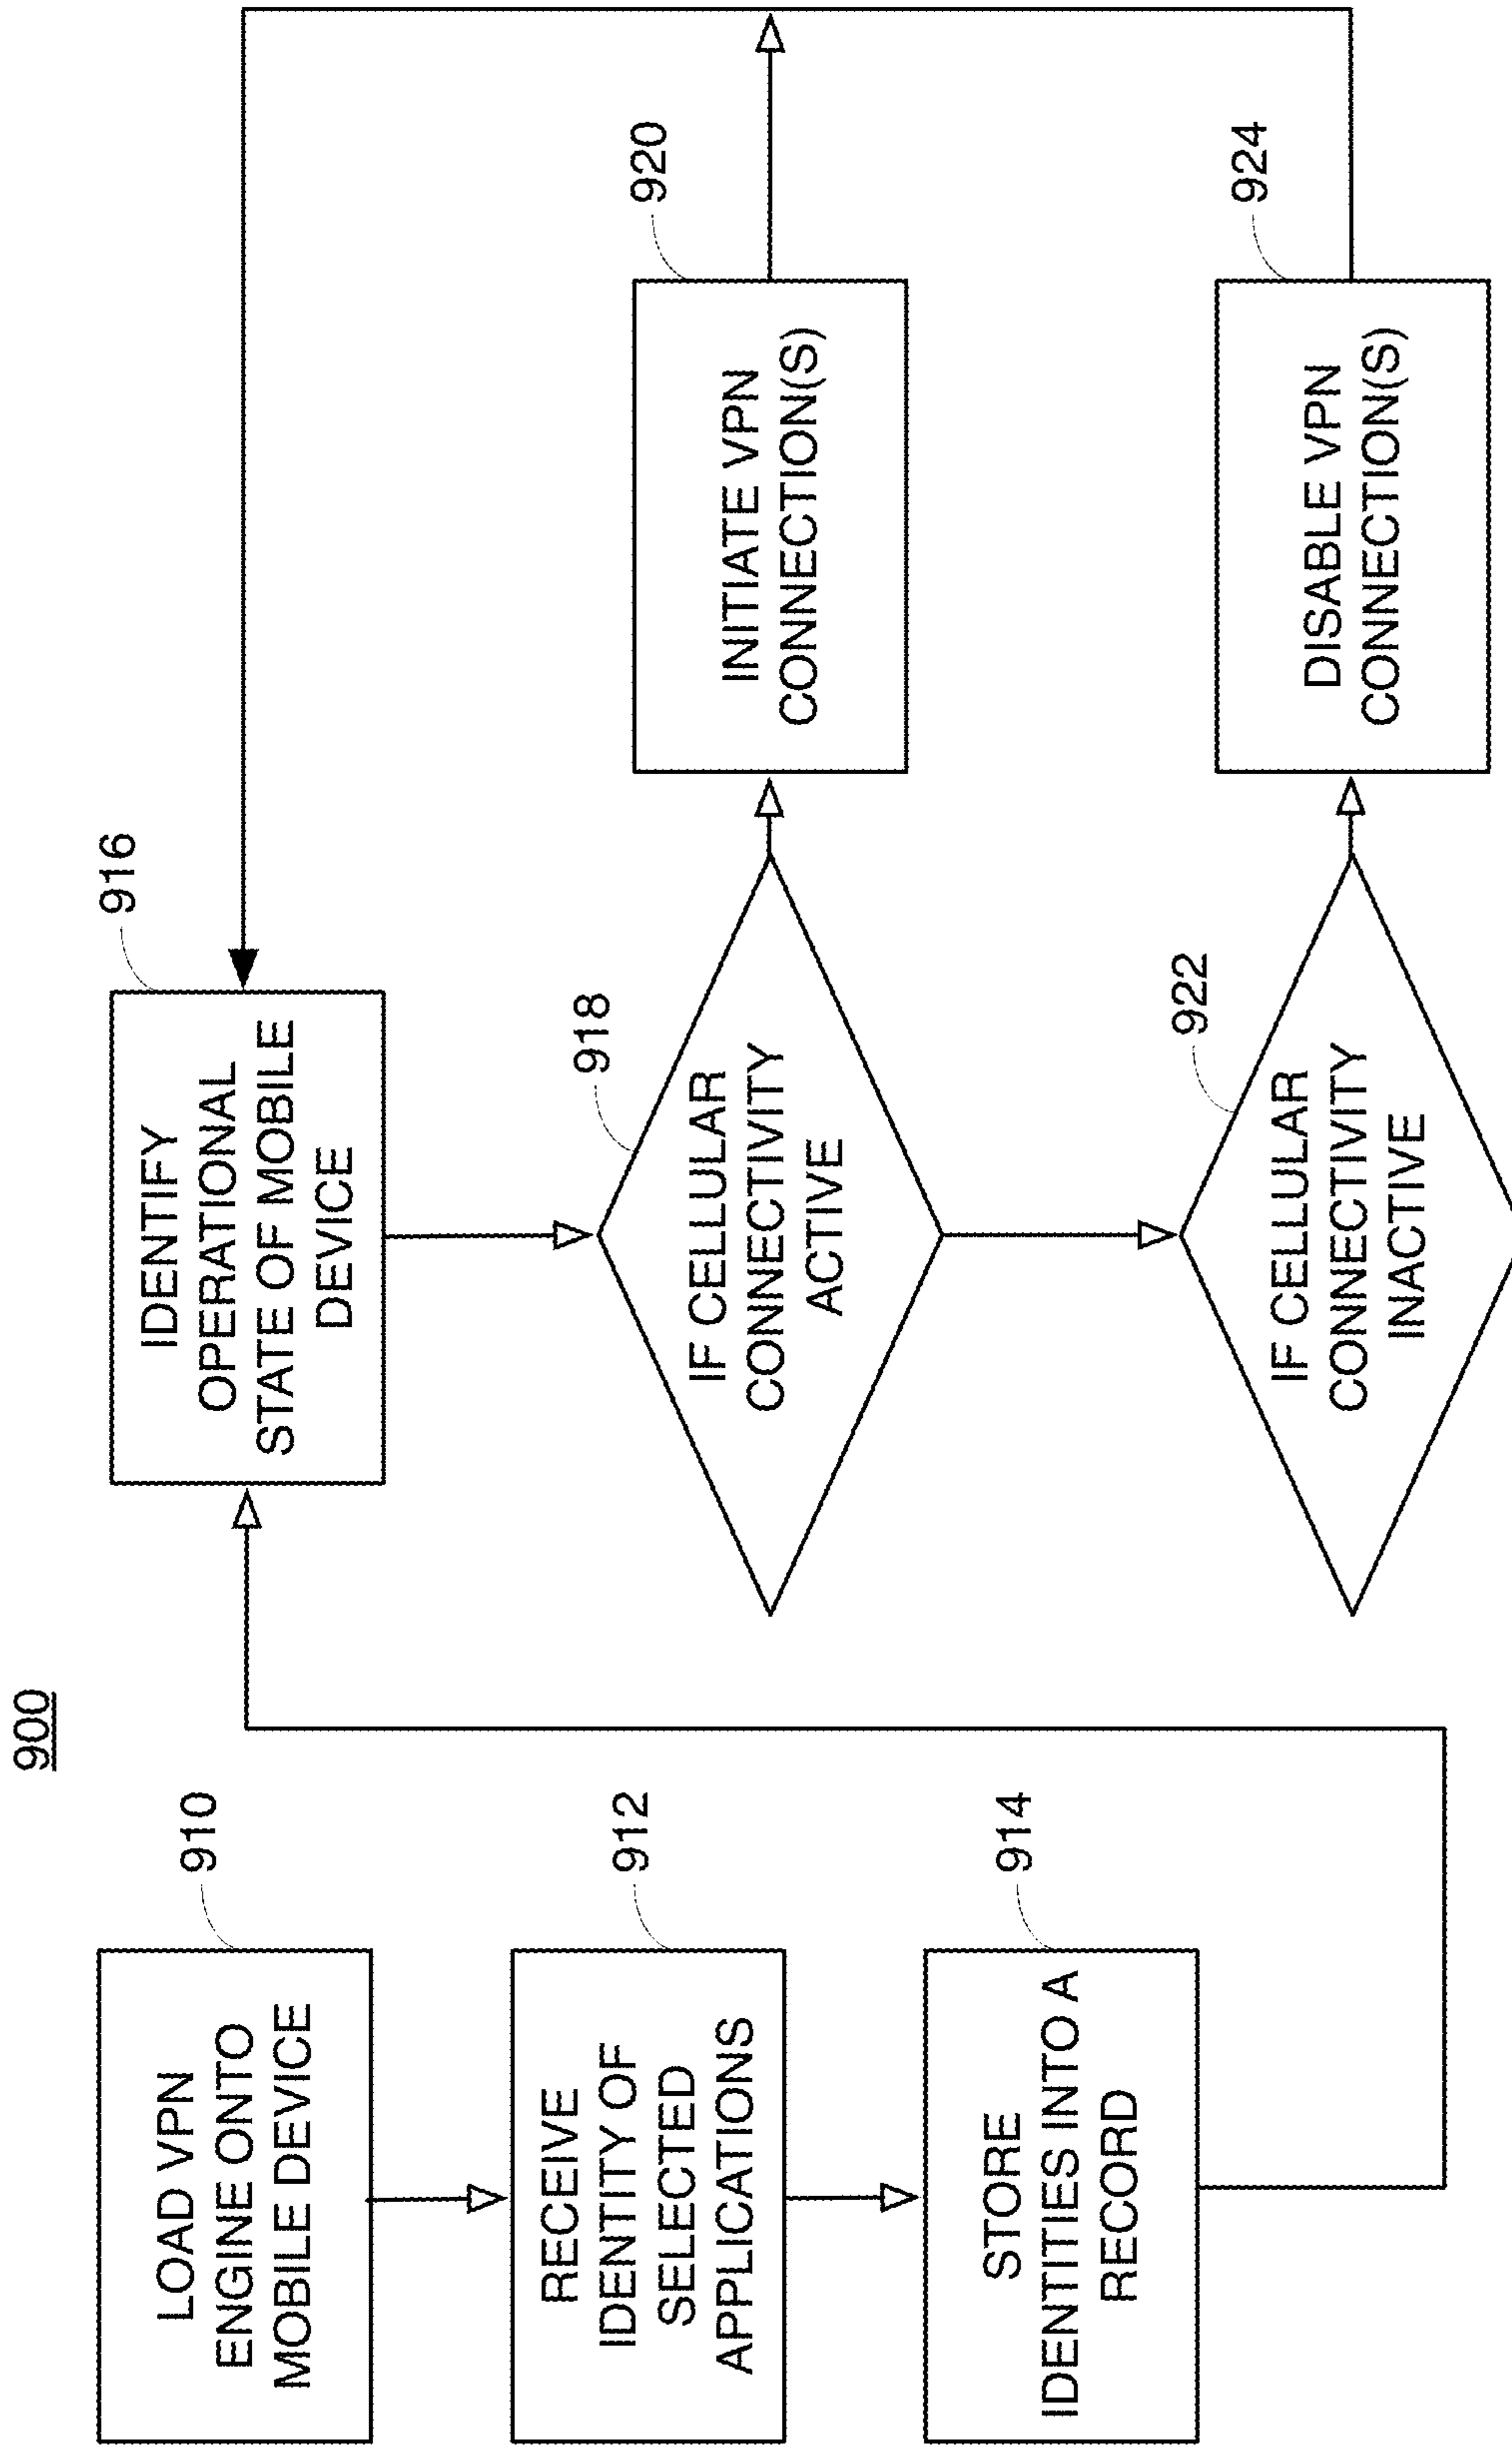 900
910
LOAD VPN
ENGINE ONTO
MOBILE DEVICE
912
RECEIVE
IDENTITY OF
SELECTED
APPLICATIONS
914
STORE
IDENTITIES INTO A
RECORD
916
IDENTIFY
OPERATIONAL
STATE OF MOBILE
DEVICE
918
IF CELLULAR
CONNECTIVITY
ACTIVE
920
INITIATE VPN
CONNECTION(S)
922
IF CELLULAR
CONNECTIVITY
INACTIVE
924
DISABLE VPN
CONNECTION(S)